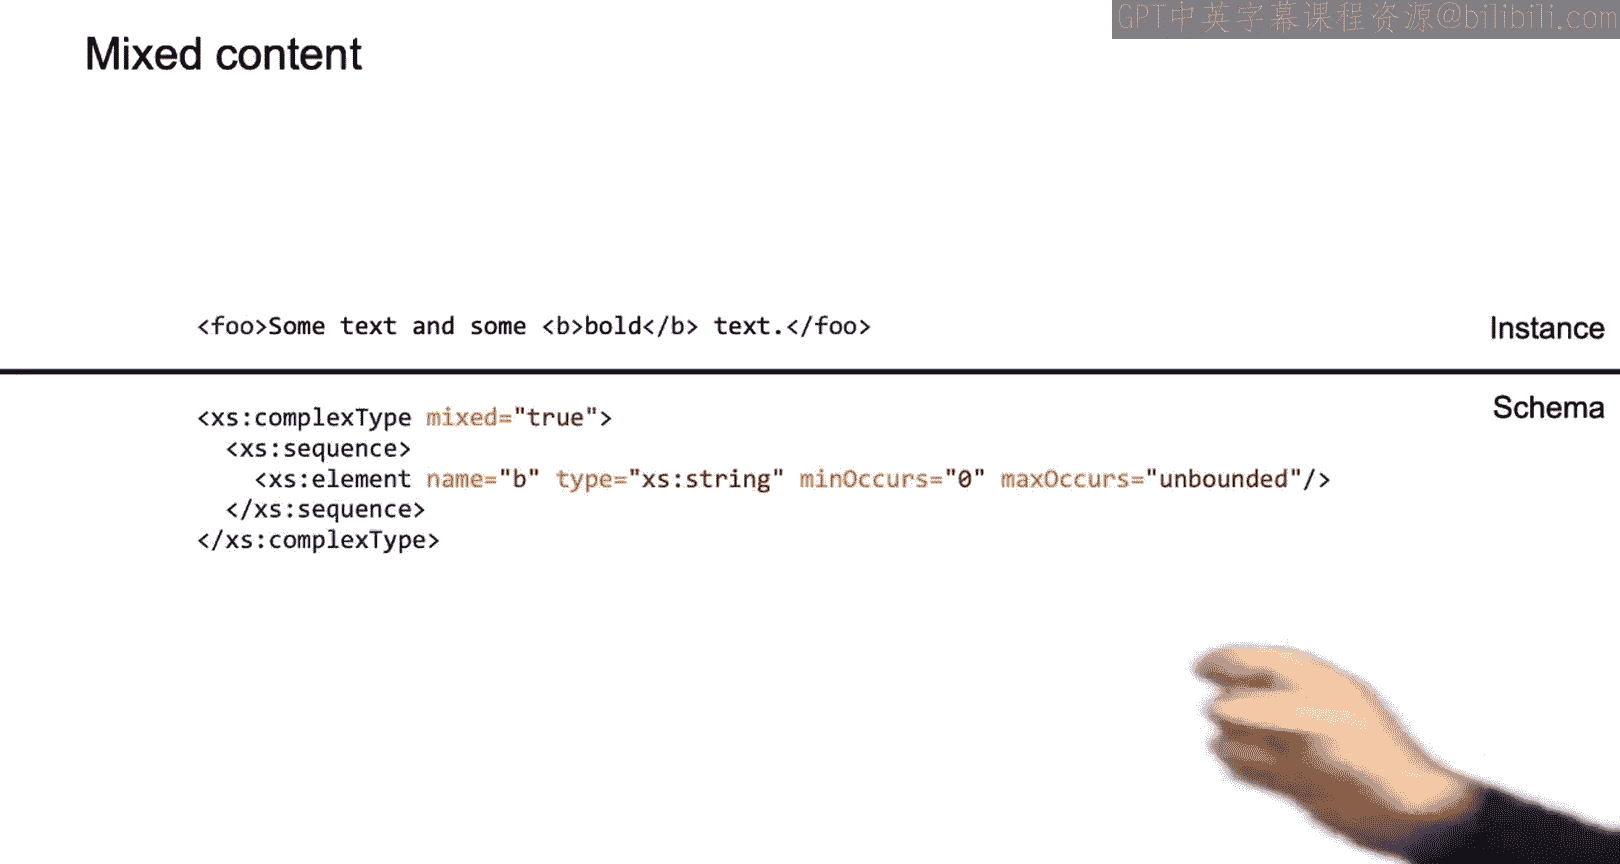 GPT中英字幕课程资源@bilibili.com
Mixed content
<foo>Some text and some <b>bold</b> text.</foo>
Instance
Schema
<xs:complexType mixed="true">
  <xs:sequence>
    <xs:element name="b" type="xs:string" minOccurs="0" maxOccurs="unbounded"/>
  </xs:sequence>
</xs:complexType>